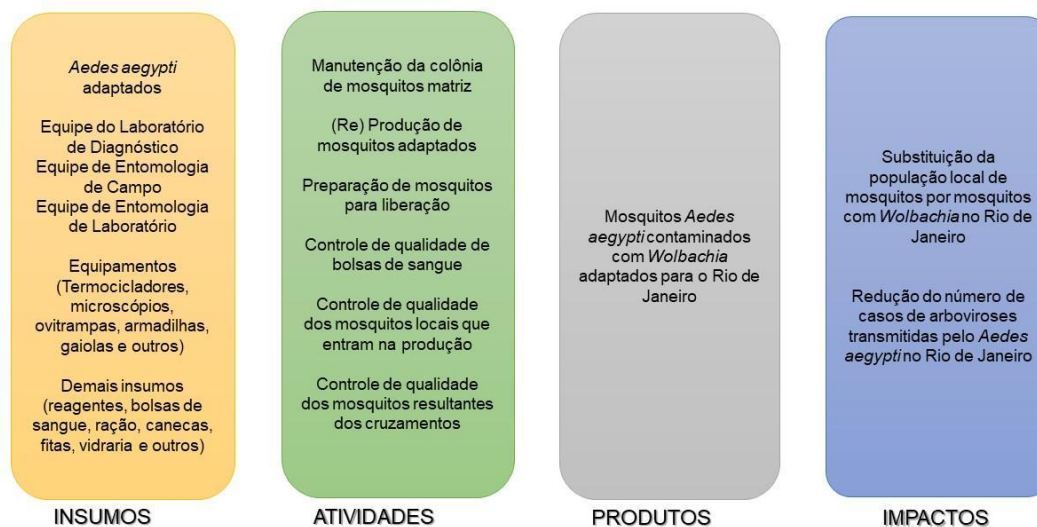 Aedes aegypti
adaptados
Equipe do Laboratório
de Diagnóstico
Equipe de Entomologia
de Campo
Equipe de Entomologia
de Laboratório
Equipamentos
(Termocicladores,
microscópios,
ovitrampas, armadilhas,
gaiolas e outros)
Demais insumos
(reagentes, bolsas de
sangue, ração, canecas,
fitas, vidraria e outros)
INSUMOS
Manutenção da colônia
de mosquitos matriz
(Re) Produção de
mosquitos adaptados
Preparação de mosquitos
para liberação
Controle de qualidade de
bolsas de sangue
Controle de qualidade
dos mosquitos locais que
entram na produção
Controle de qualidade
dos mosquitos resultantes
dos cruzamentos
ATIVIDADES
Mosquitos Aedes
aegypti contaminados
com Wolbachia
adaptados para o Rio de
Janeiro
PRODUTOS
Substituição da
população local de
mosquitos por mosquitos
com Wolbachia no Rio de
Janeiro
Redução do número de
casos de arboviroses
transmitidas pelo Aedes
aegypti no Rio de Janeiro
IMPACTOS